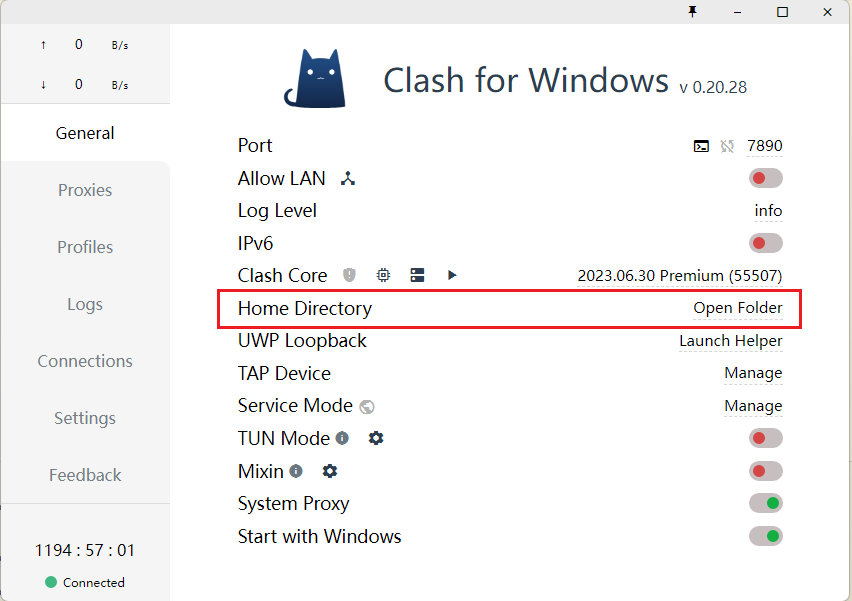 ↑ 0 B/s
↓ 0 B/s
General
Proxies
Profiles
Logs
Connections
Settings
Feedback
1194 : 57 : 01
Connected
Clash for Windows v 0.20.28
Port 7890
Allow LAN
Log Level info
IPv6
Clash Core 2023.06.30 Premium (55507)
Home Directory Open Folder
UWP Loopback Launch Helper
TAP Device Manage
Service Mode Manage
TUN Mode
Mixin
System Proxy
Start with Windows